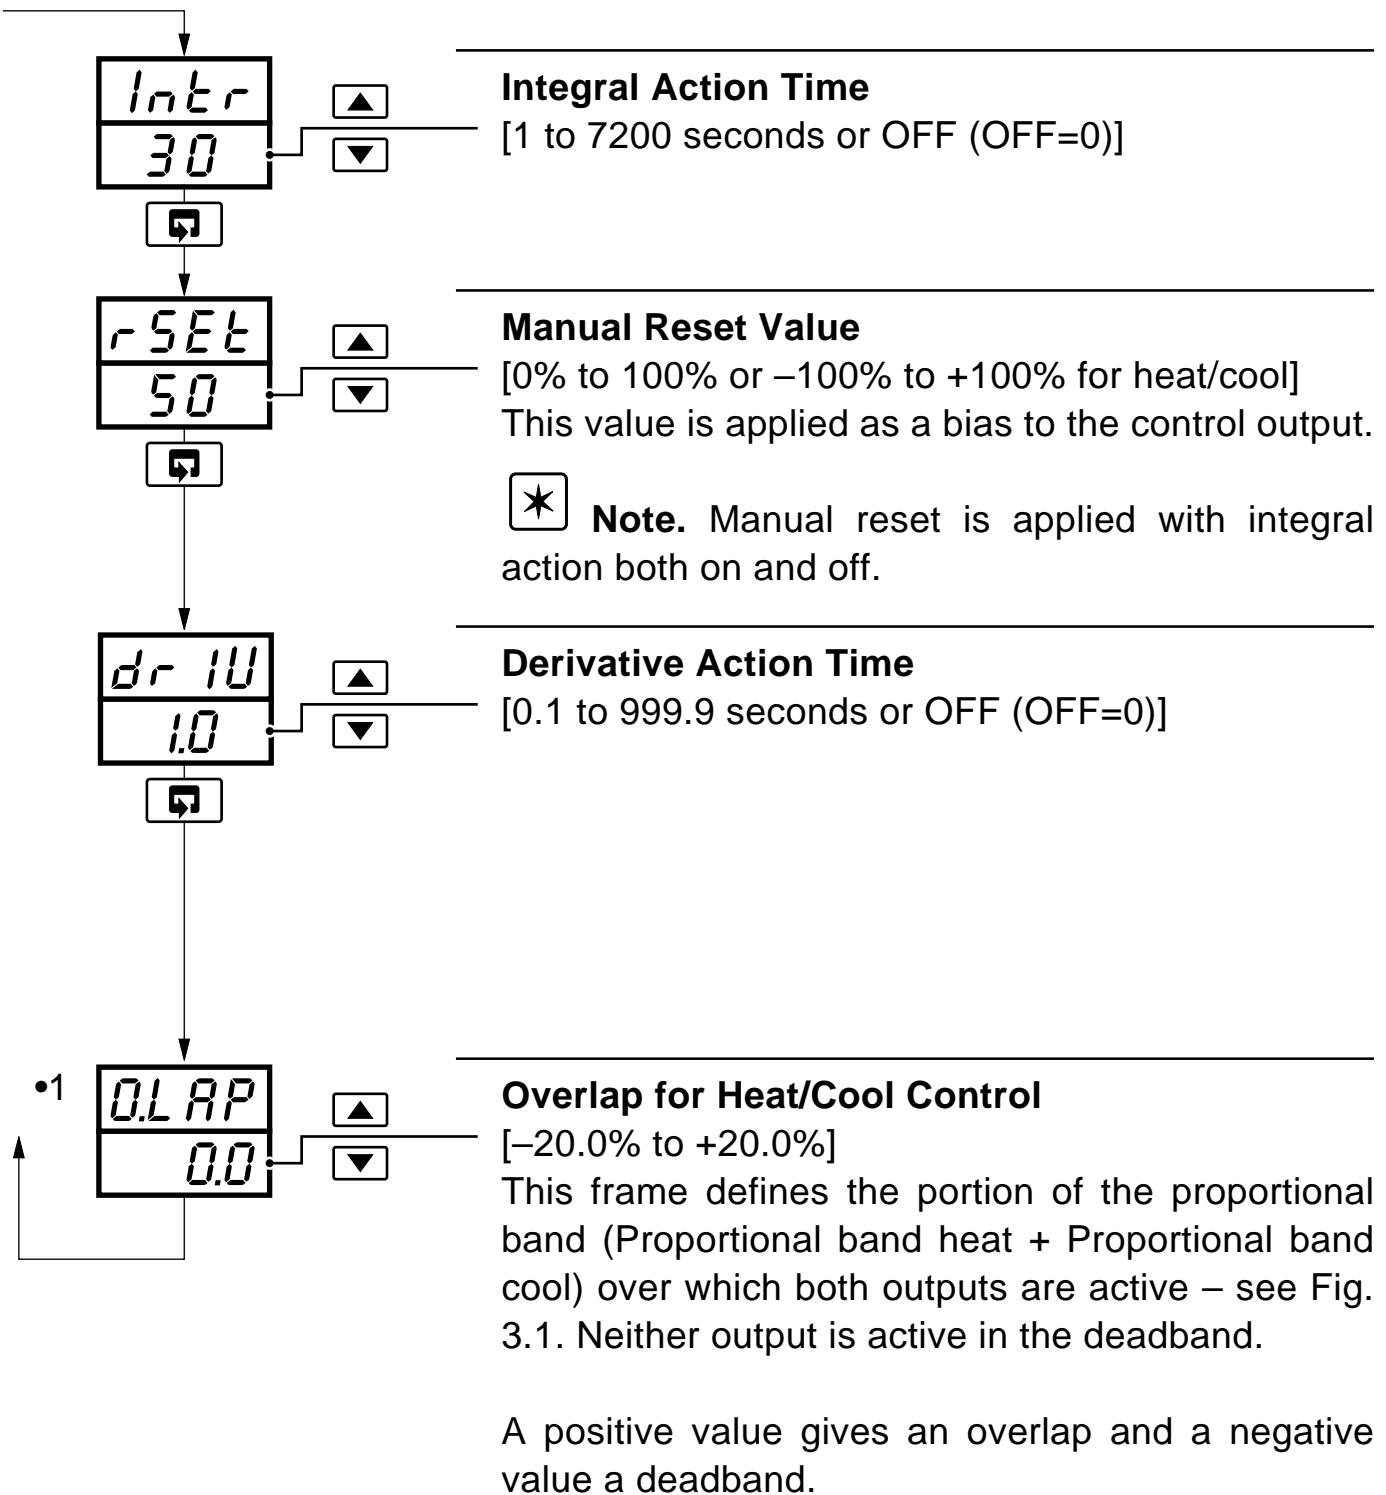 Intr
30
Integral Action Time
[1 to 7200 seconds or OFF (OFF=0)]
rSEt
50
Manual Reset Value
[0% to 100% or –100% to +100% for heat/cool]
This value is applied as a bias to the control output.
Note. Manual reset is applied with integral
action both on and off.
drIU
1.0
Derivative Action Time
[0.1 to 999.9 seconds or OFF (OFF=0)]
•1
O.LAP
0.0
Overlap for Heat/Cool Control
[–20.0% to +20.0%]
This frame defines the portion of the proportional
band (Proportional band heat + Proportional band
cool) over which both outputs are active – see Fig.
3.1. Neither output is active in the deadband.
A positive value gives an overlap and a negative
value a deadband.